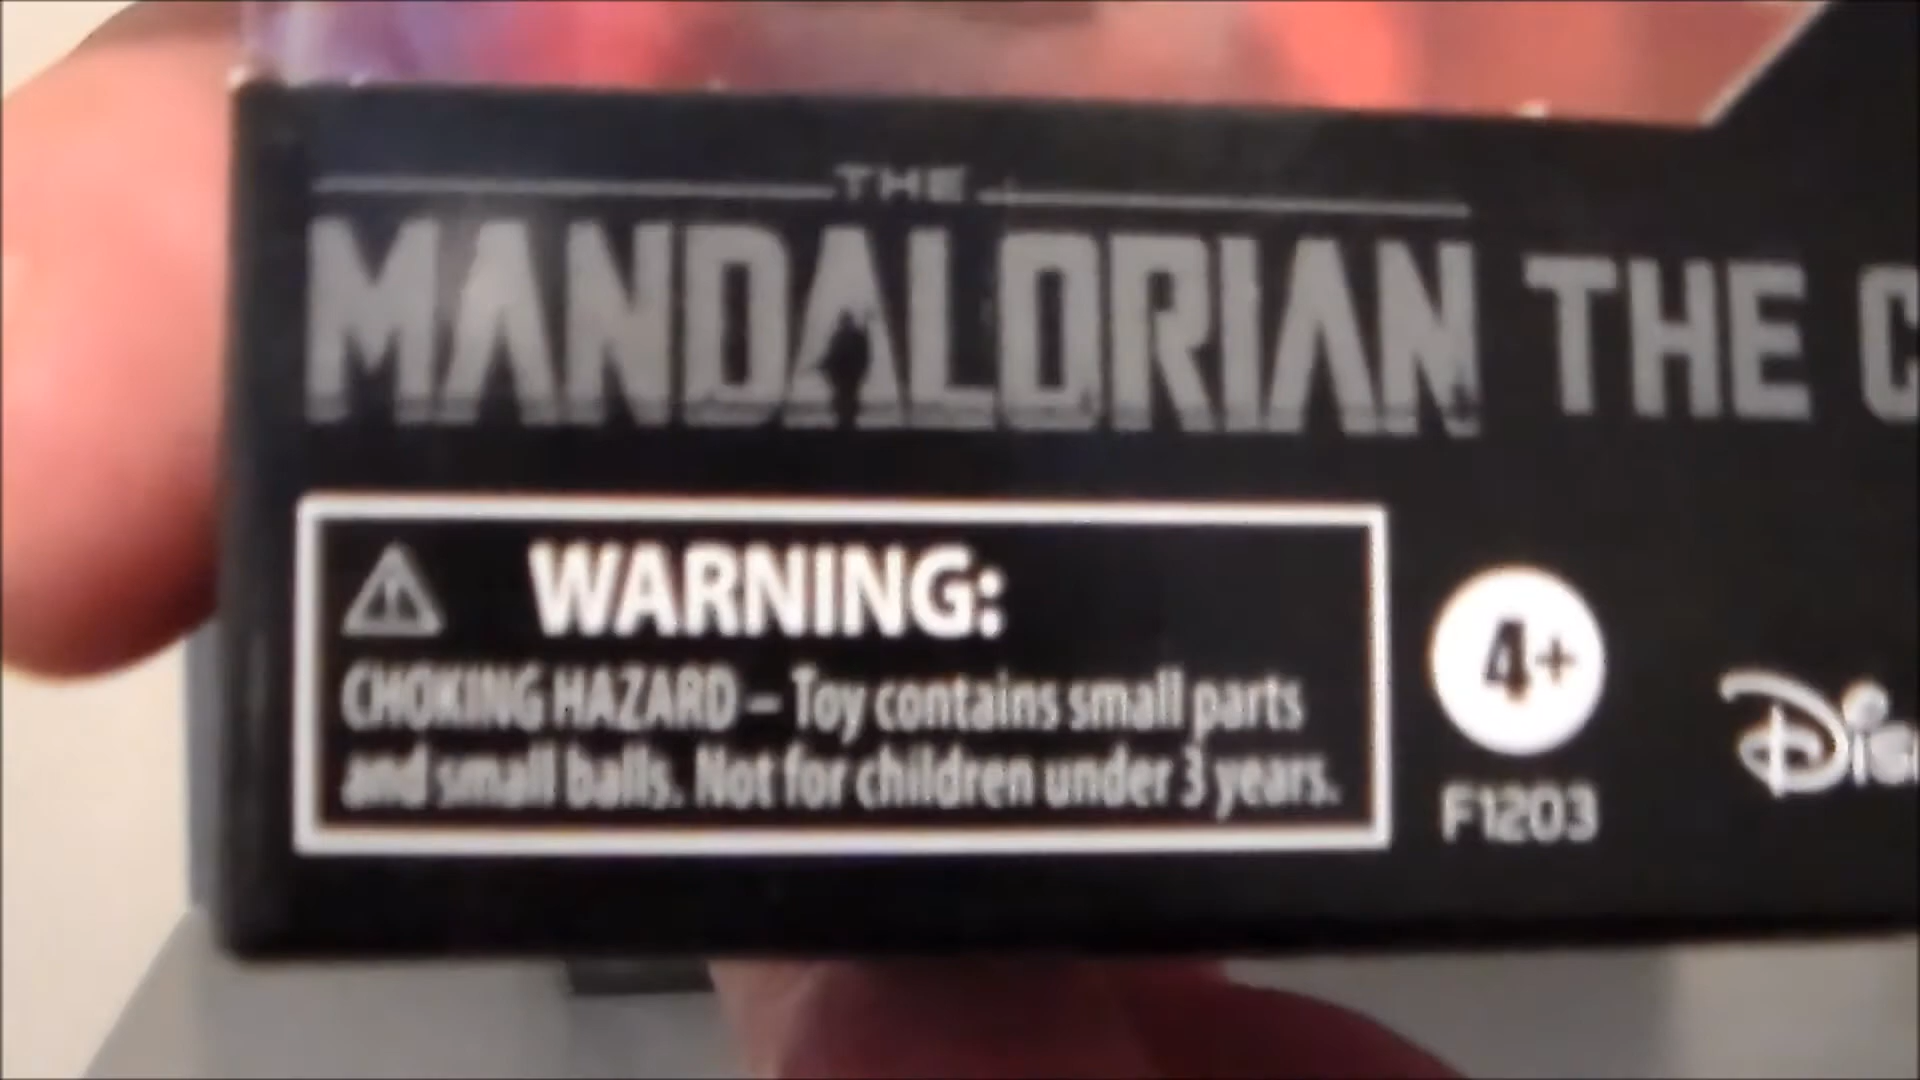 THE
MANDALORIAN THE C
WARNING:
CHOKING HAZARD – Toy contains small parts
and small balls. Not for children under 3 years.
4+
F1203
Dis